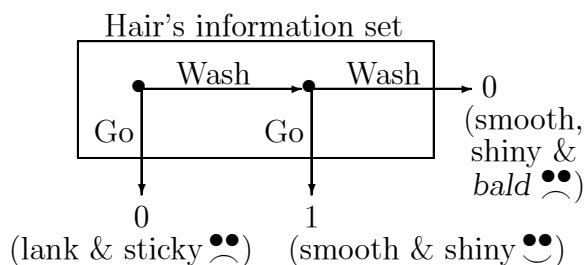 Hair's information set
Wash Wash
0
Go Go
(smooth,
shiny &
bald )
0 1
(lank & sticky ) (smooth & shiny )